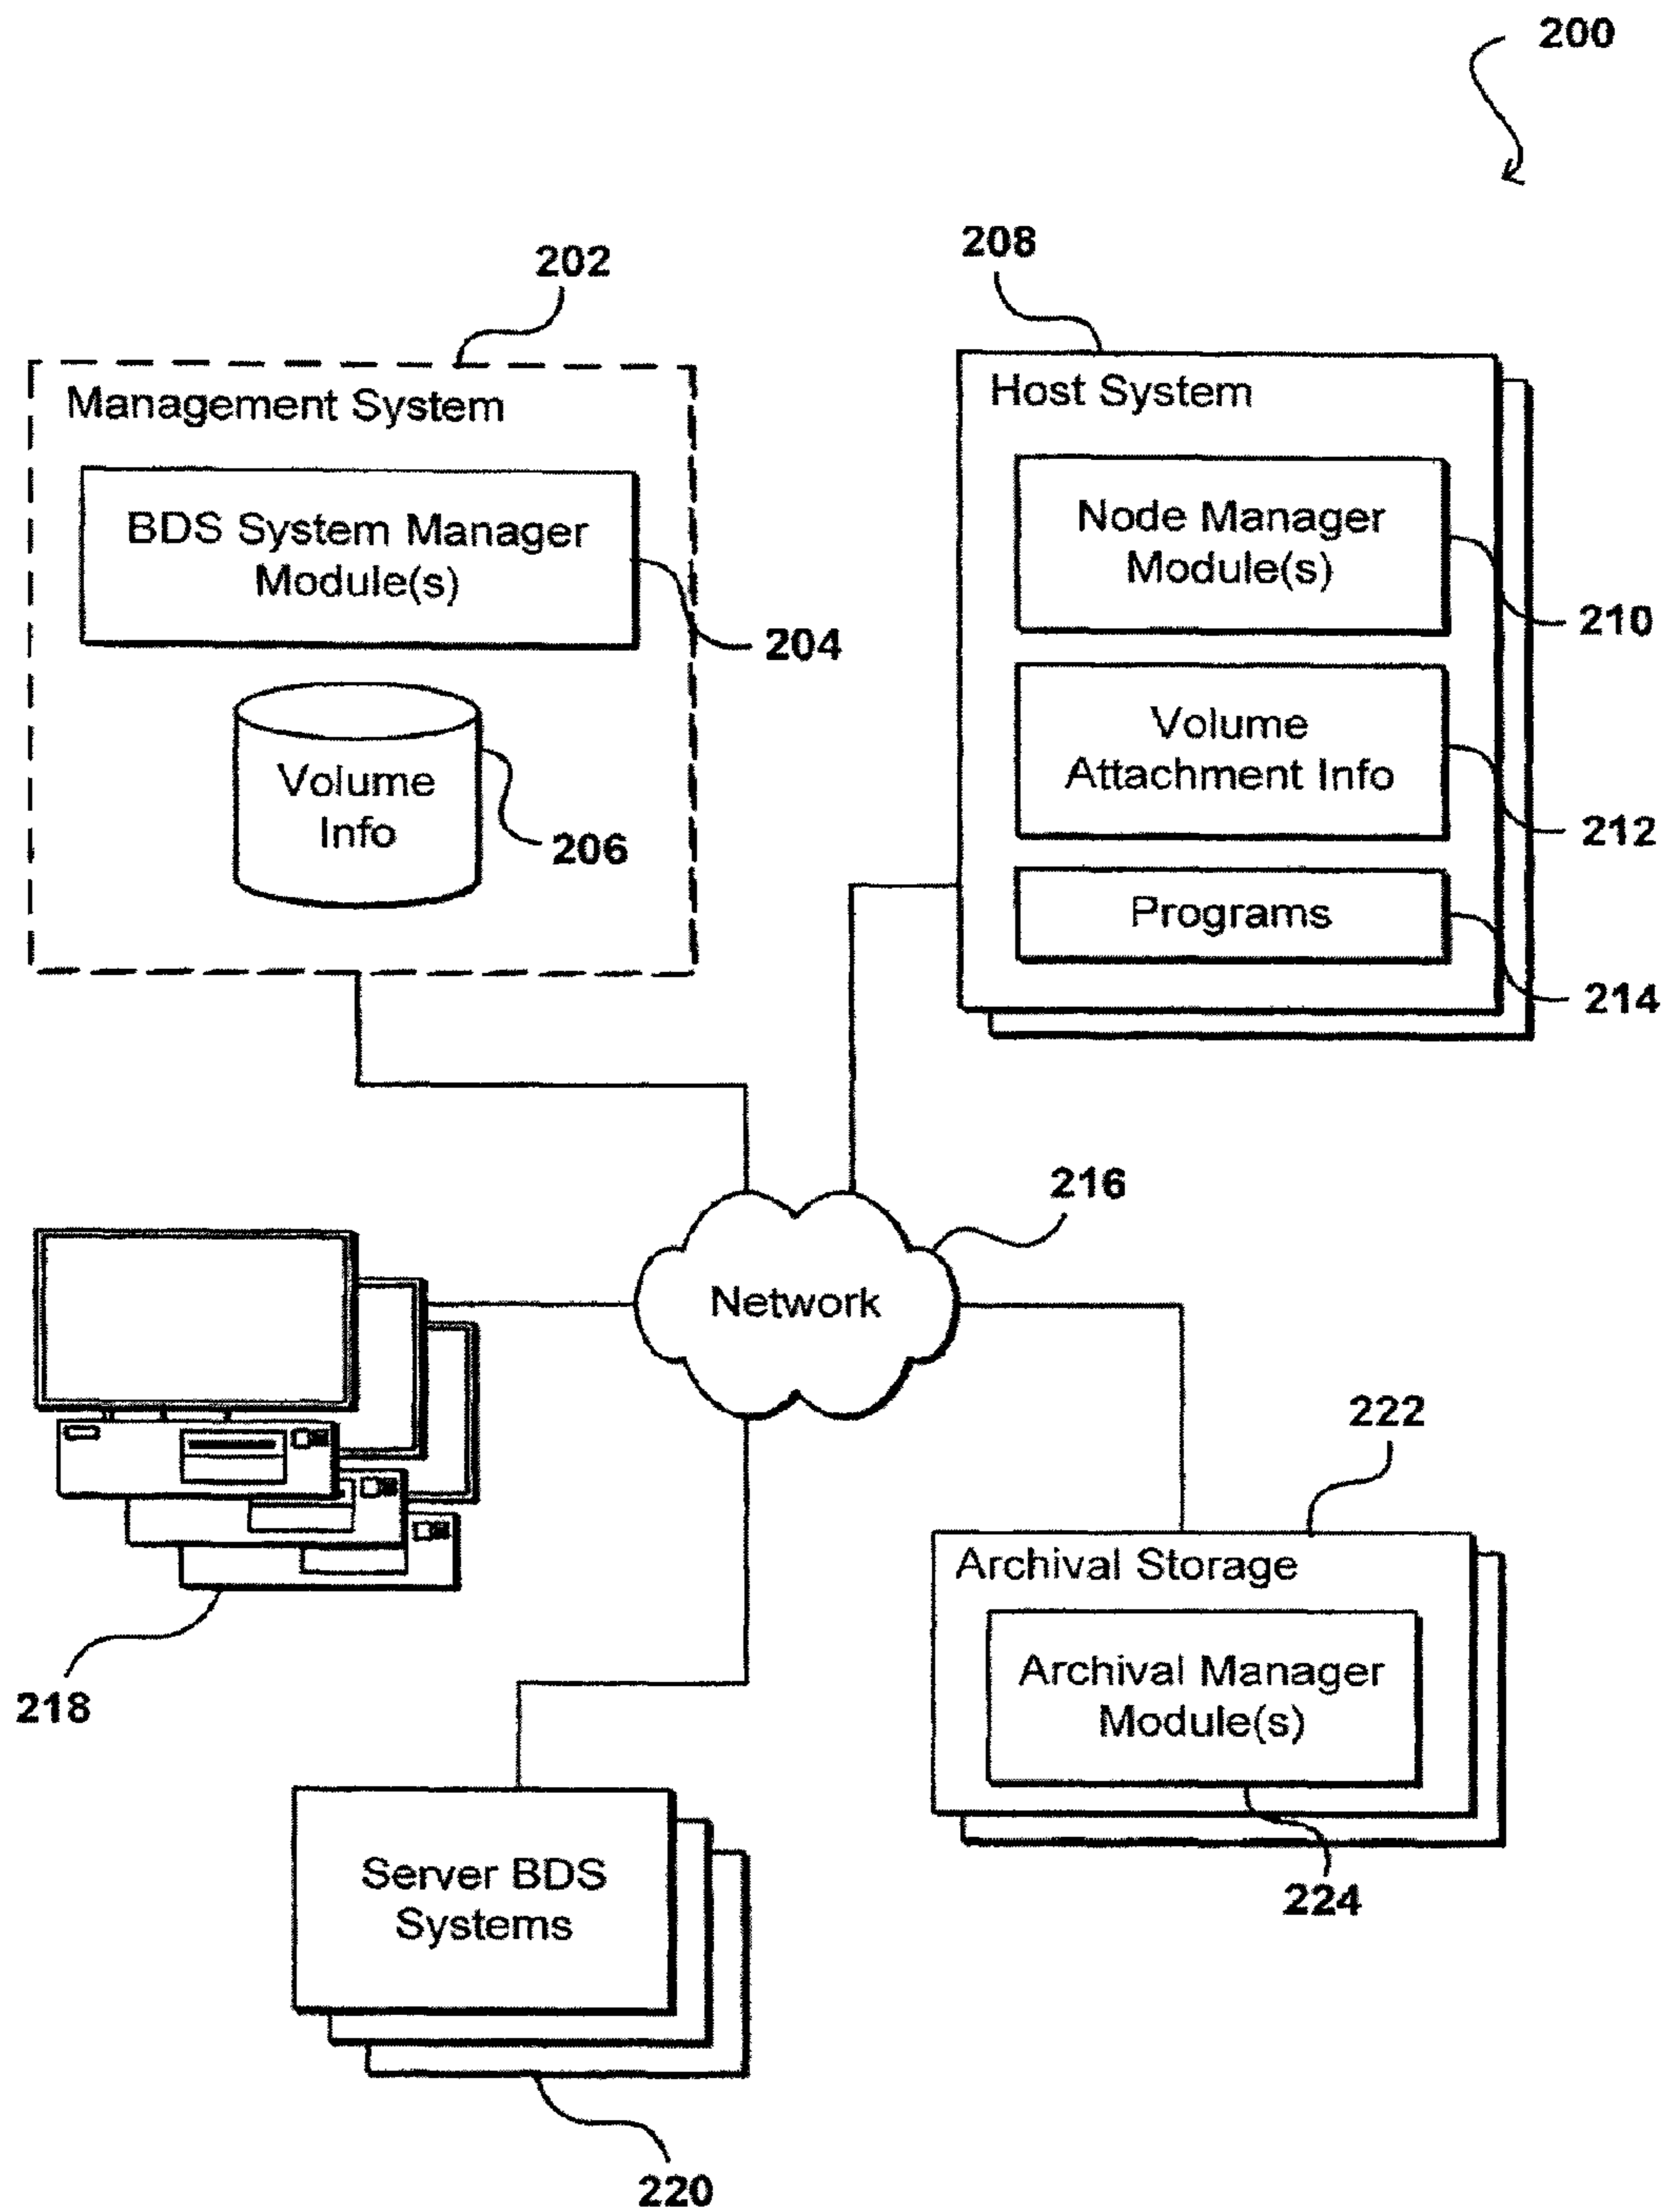 200
202
208
Management System
Host System
BDS System Manager
Module(s)
204
Node Manager
Module(s)
210
Volume
Info
206
Volume
Attachment Info
212
Programs
214
216
Network
218
222
Archival Storage
Archival Manager
Module(s)
224
Server BDS
Systems
220